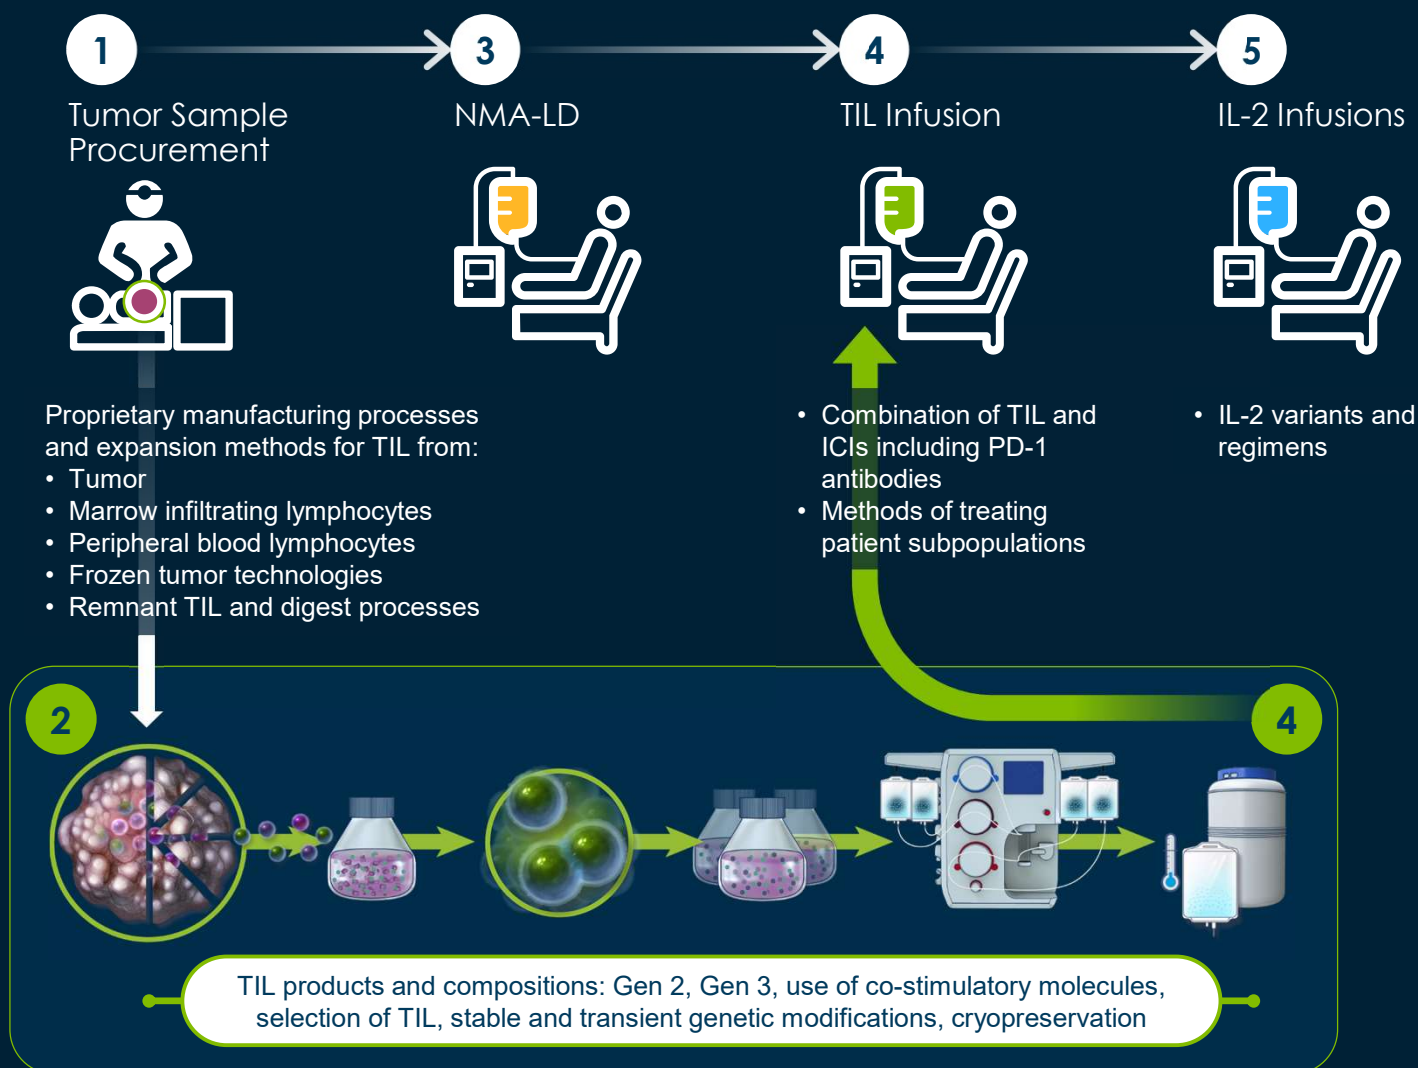 1
Tumor Sample
Procurement
3
NMA-LD
4
TIL Infusion
5
IL-2 Infusions
Proprietary manufacturing processes
and expansion methods for TIL from:
• Tumor
• Marrow infiltrating lymphocytes
• Peripheral blood lymphocytes
• Frozen tumor technologies
• Remnant TIL and digest processes
• Combination of TIL and
ICIs including PD-1
antibodies
• Methods of treating
patient subpopulations
• IL-2 variants and
regimens
2
4
TIL products and compositions: Gen 2, Gen 3, use of co-stimulatory molecules,
selection of TIL, stable and transient genetic modifications, cryopreservation